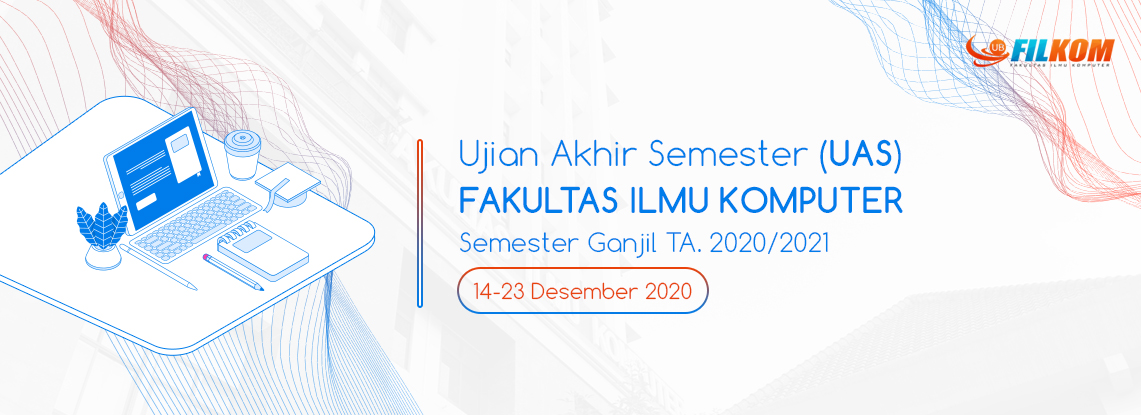 UB FILKOM
FAKULTAS ILMU KOMPUTER
Ujian Akhir Semester (UAS)
FAKULTAS ILMU KOMPUTER
Semester Ganjil TA. 2020/2021
14-23 Desember 2020